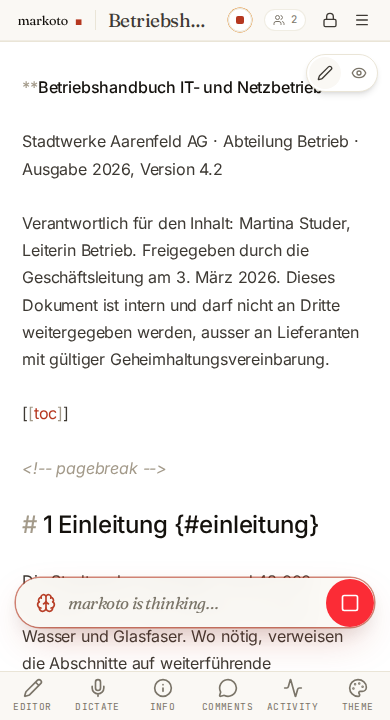 markoto
Betriebsh...
2
**Betriebshandbuch IT- und Netzbetrieb
Stadtwerke Aarenfeld AG · Abteilung Betrieb ·
Ausgabe 2026, Version 4.2
Verantwortlich für den Inhalt: Martina Studer,
Leiterin Betrieb. Freigegeben durch die
Geschäftsleitung am 3. März 2026. Dieses
Dokument ist intern und darf nicht an Dritte
weitergegeben werden, ausser an Lieferanten
mit gültiger Geheimhaltungsvereinbarung.
[[toc]]
<!-- pagebreak -->
# 1 Einleitung {#einleitung}
markoto is thinking...
Wasser und Glasfaser. Wo nötig, verweisen
die Abschnitte auf weiterführende
EDITOR
DICTATE
INFO
COMMENTS
ACTIVITY
THEME